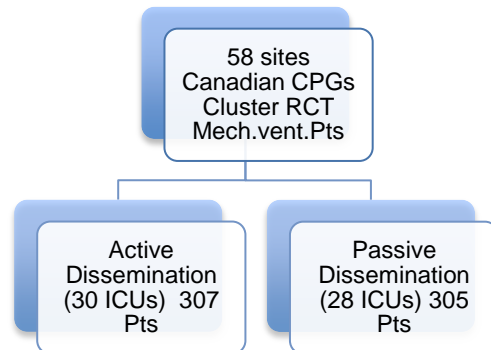 58 sites
Canadian CPGs
Cluster RCT
Mech.vent.Pts
Active
Dissemination
(30 ICUs) 307
Pts
Passive
Dissemination
(28 ICUs) 305
Pts